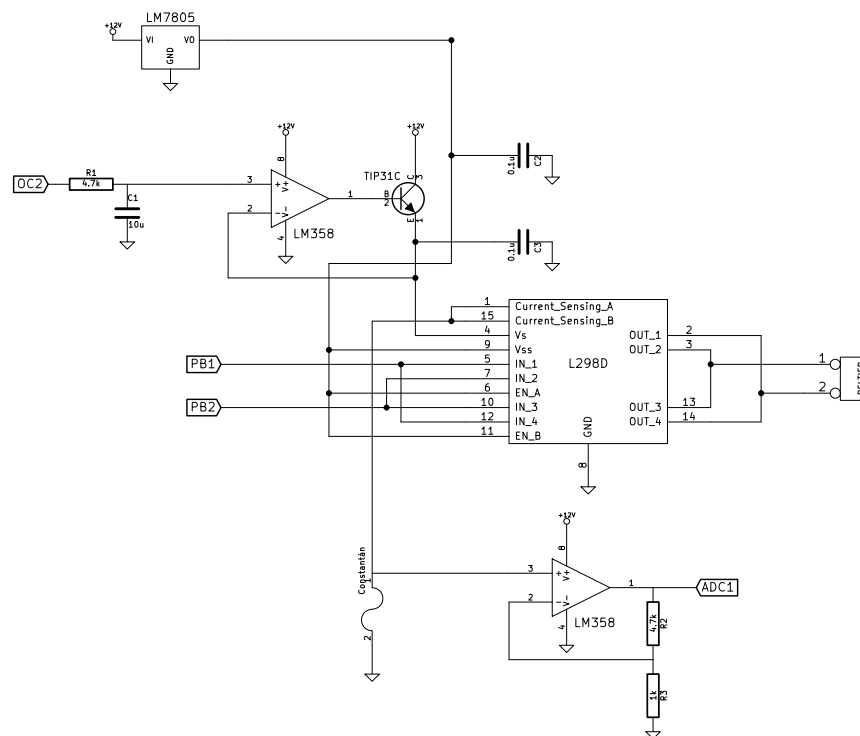 LM7805
+12V
VI
VO
GND
+12V
+12V
OC2
R1
4.7k
C1
10u
3
2
8
+
V+
−
V-
4
1
LM358
TIP31C
B
2
C
3
E
1
0.1u
C2
0.1u
C3
1
Current_Sensing_A
15
Current_Sensing_B
4
Vs
9
Vss
5
IN_1
7
IN_2
6
EN_A
10
IN_3
12
IN_4
11
EN_B
L298D
GND
8
OUT_1
2
OUT_2
3
OUT_3
13
OUT_4
14
PB1
PB2
1
2
PELTIER
Constantán
1
2
+12V
8
3
2
+
V+
−
V-
4
1
LM358
ADC1
4.7k
R2
1k
R3